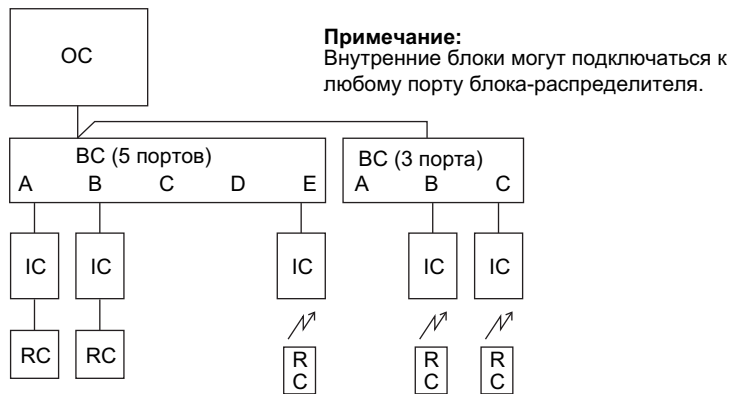 OC
Примечание:
Внутренние блоки могут подключаться к
любому порту блока-распределителя.
BC (5 портов)
A B C D E
BC (3 порта)
A B C
IC IC IC IC IC
RC RC
R R R
C C C